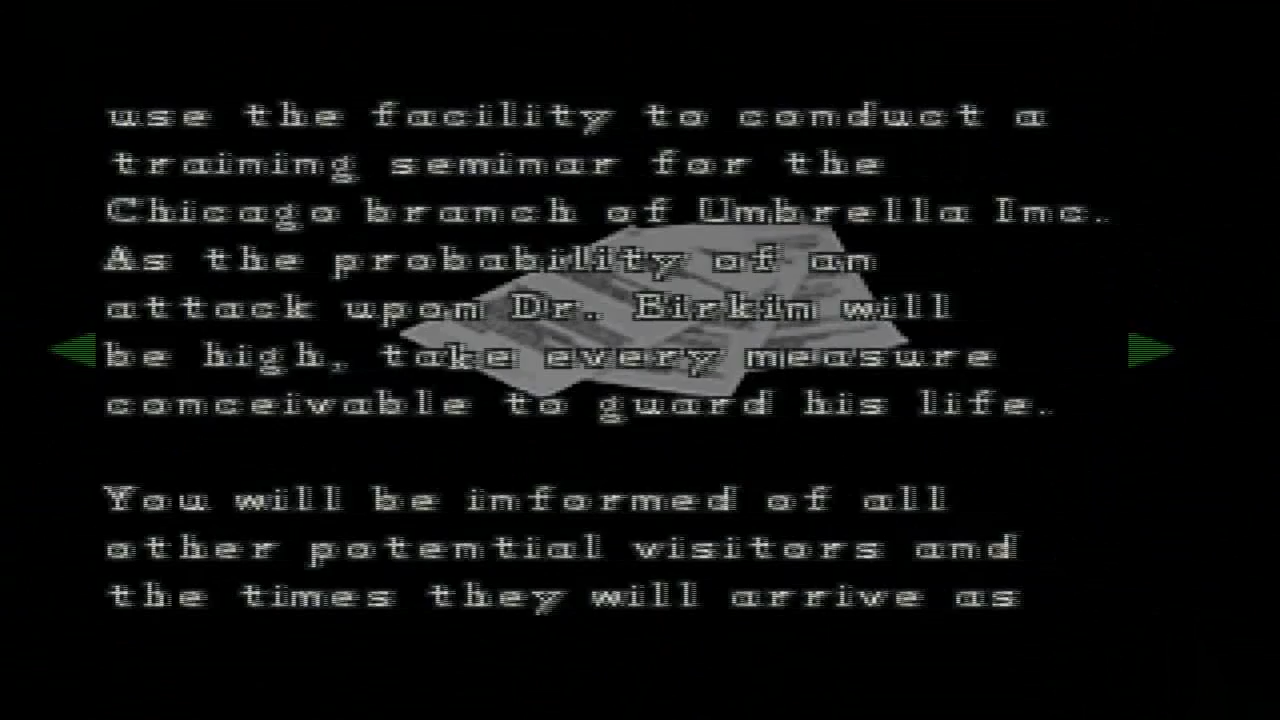 use the facility to conduct a
training seminar for the
Chicago branch of Umbrella Inc.
As the probability of an
attack upon Dr. Birkin will
be high, take every measure
conceivable to guard his life.
You will be informed of all
other potential visitors and
the times they will arrive as